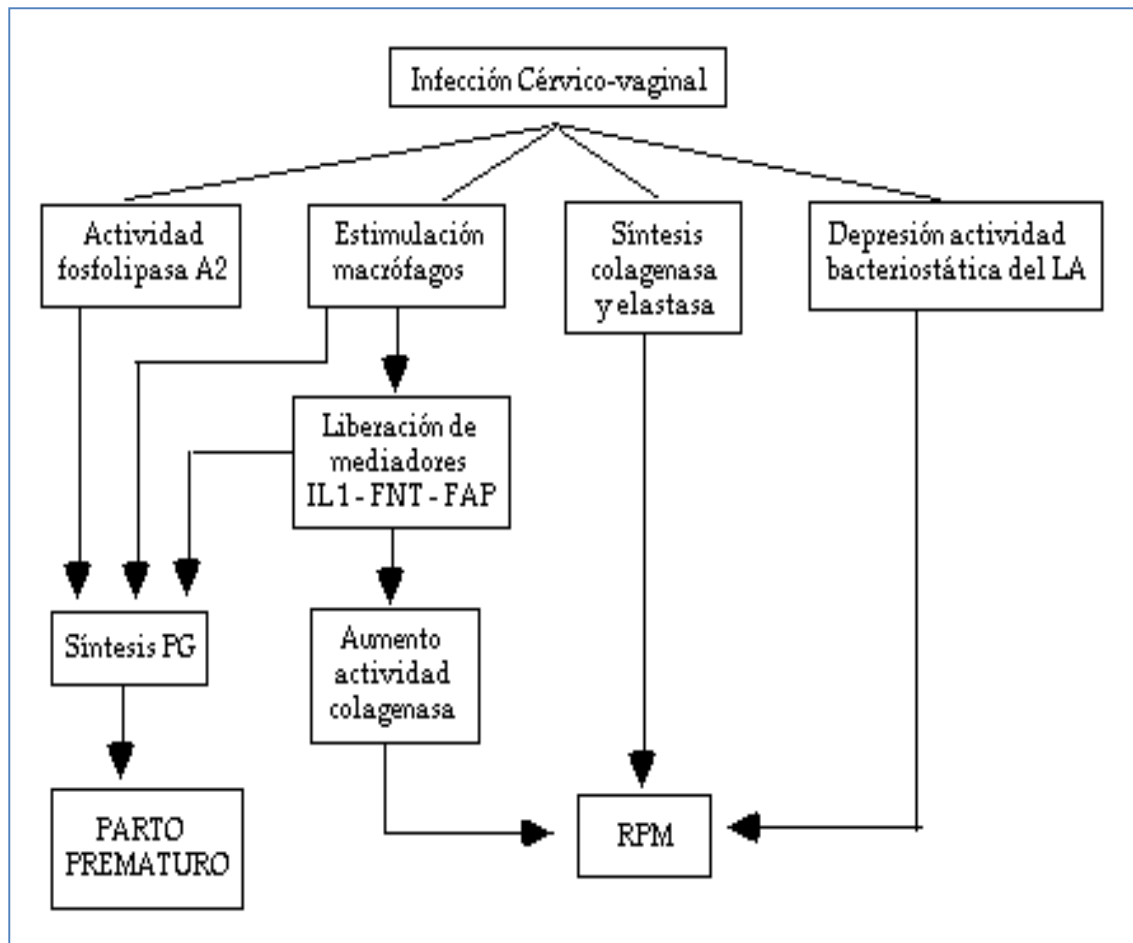 Infección Cérvico-vaginal
Actividad
fosfolipasa A2
Estimulación
macrófagos
Síntesis
colagenasa
y elastasa
Depresión actividad
bacteriostática del LA
Liberación de
mediadores
IL1 - FNT - FAP
Síntesis PG
Aumento
actividad
colagenasa
PARTO
PREMATURO
RPM